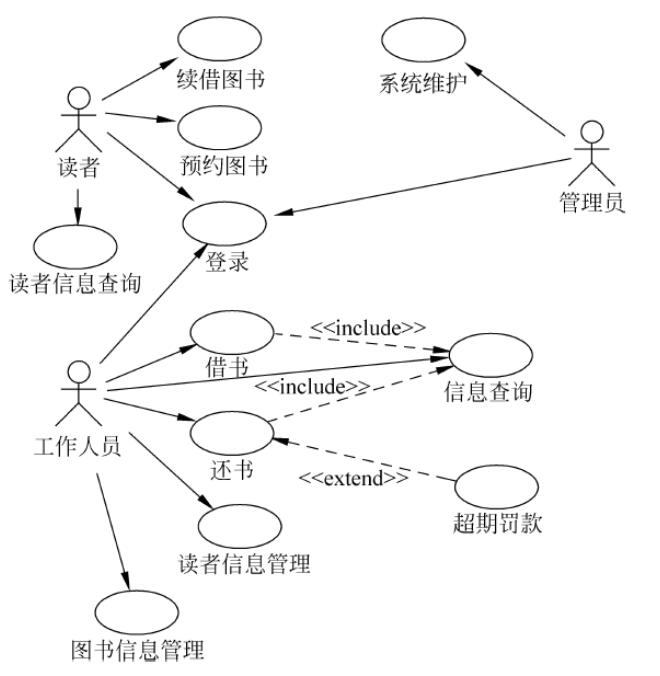 续借图书
系统维护
预约图书
读者
管理员
登录
读者信息查询
<<include>>
借书
信息查询
<<include>>
工作人员
还书
<<extend>>
超期罚款
读者信息管理
图书信息管理